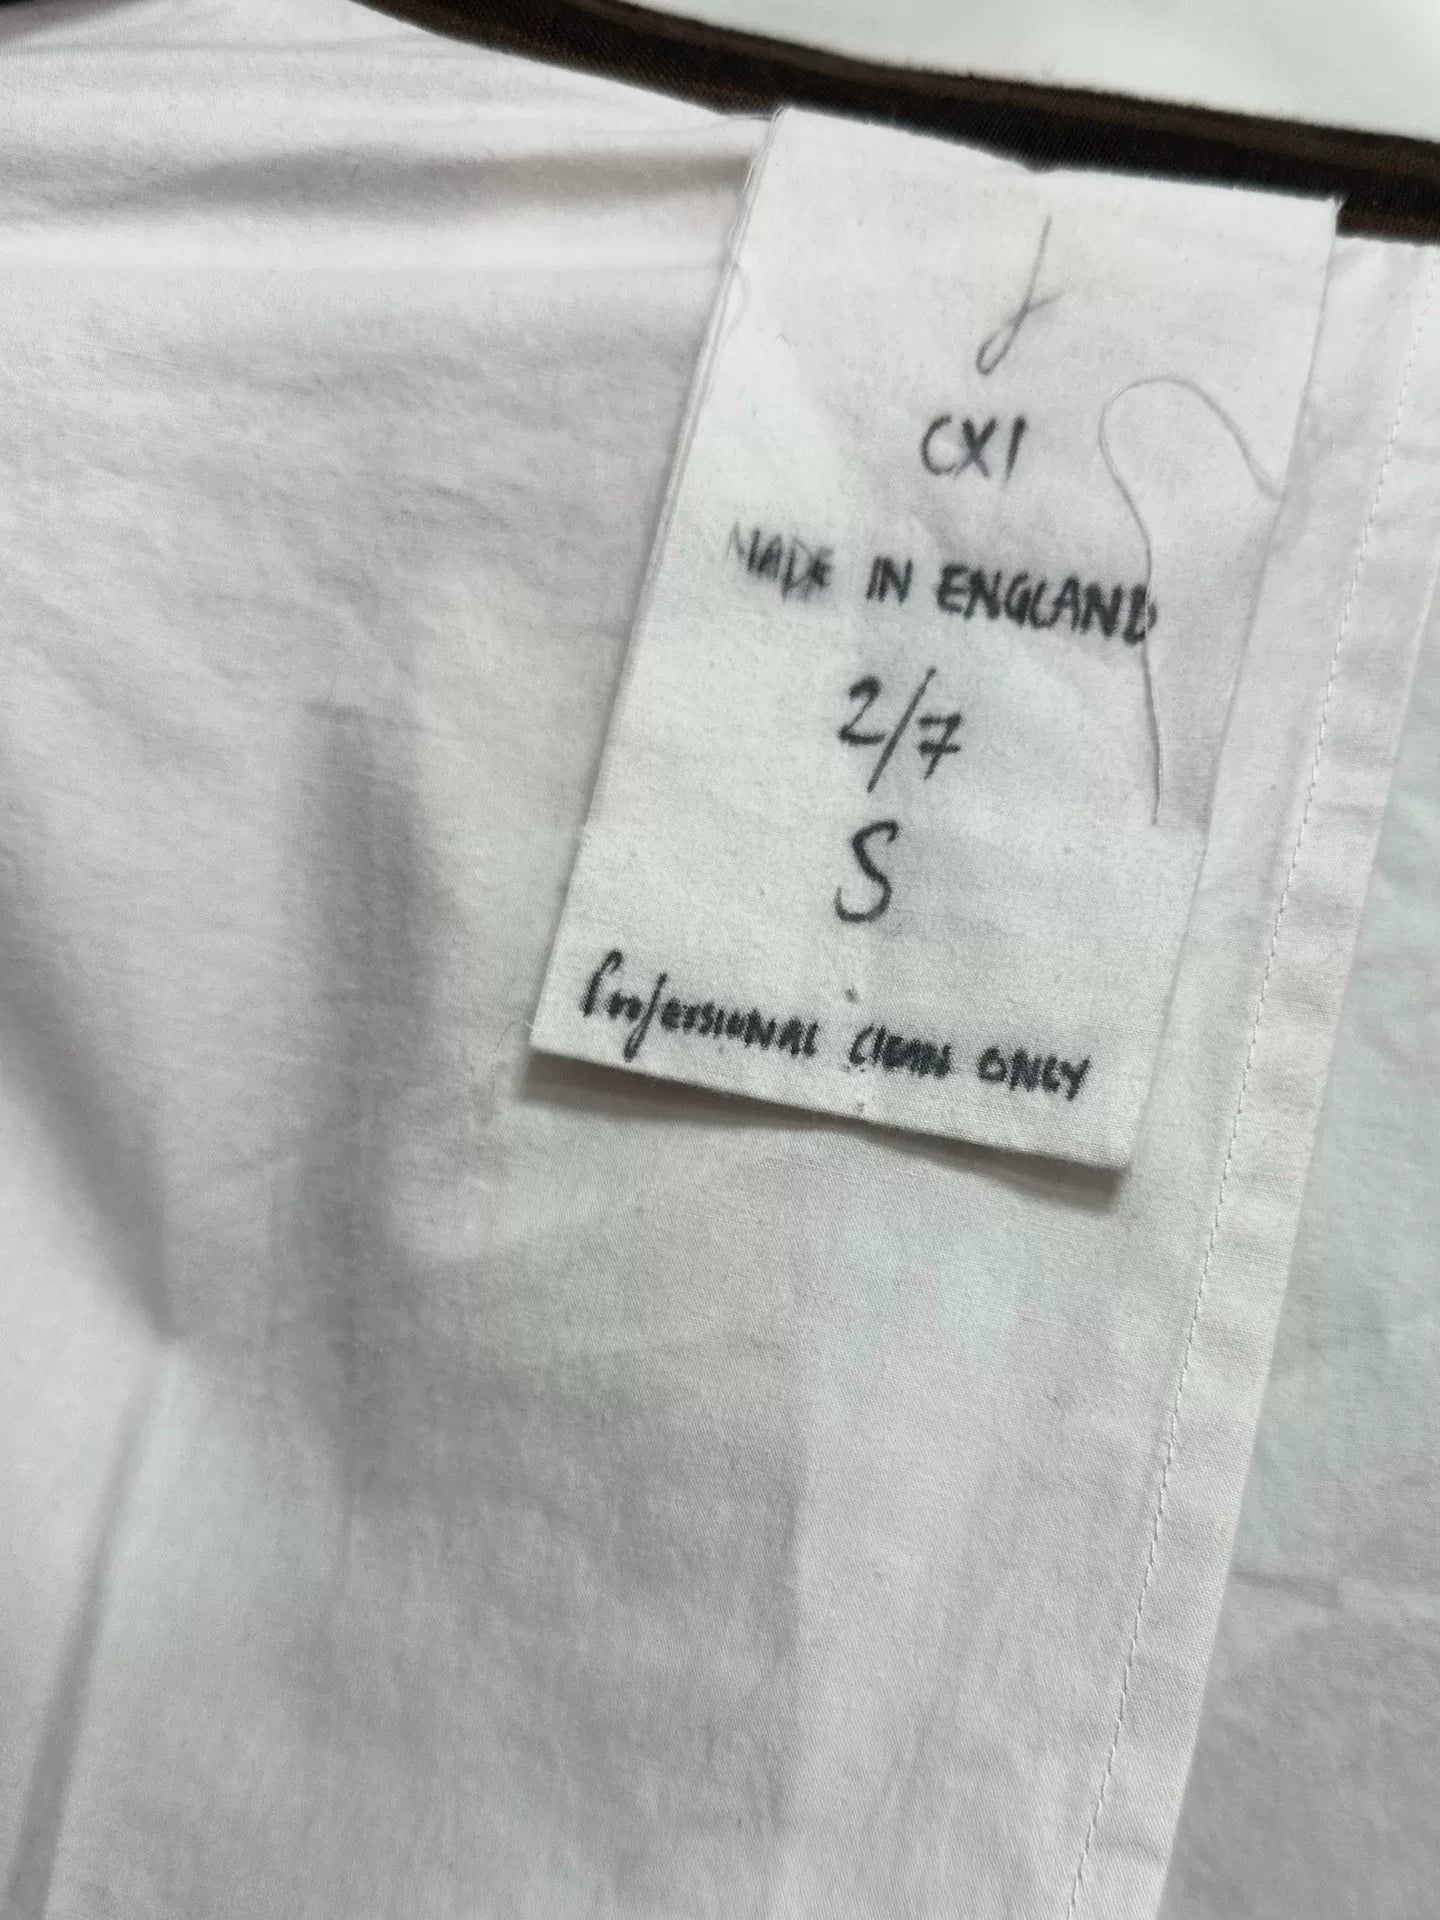 CX1
MADE IN ENGLAND
2/7
S
Professional Clean ONLY